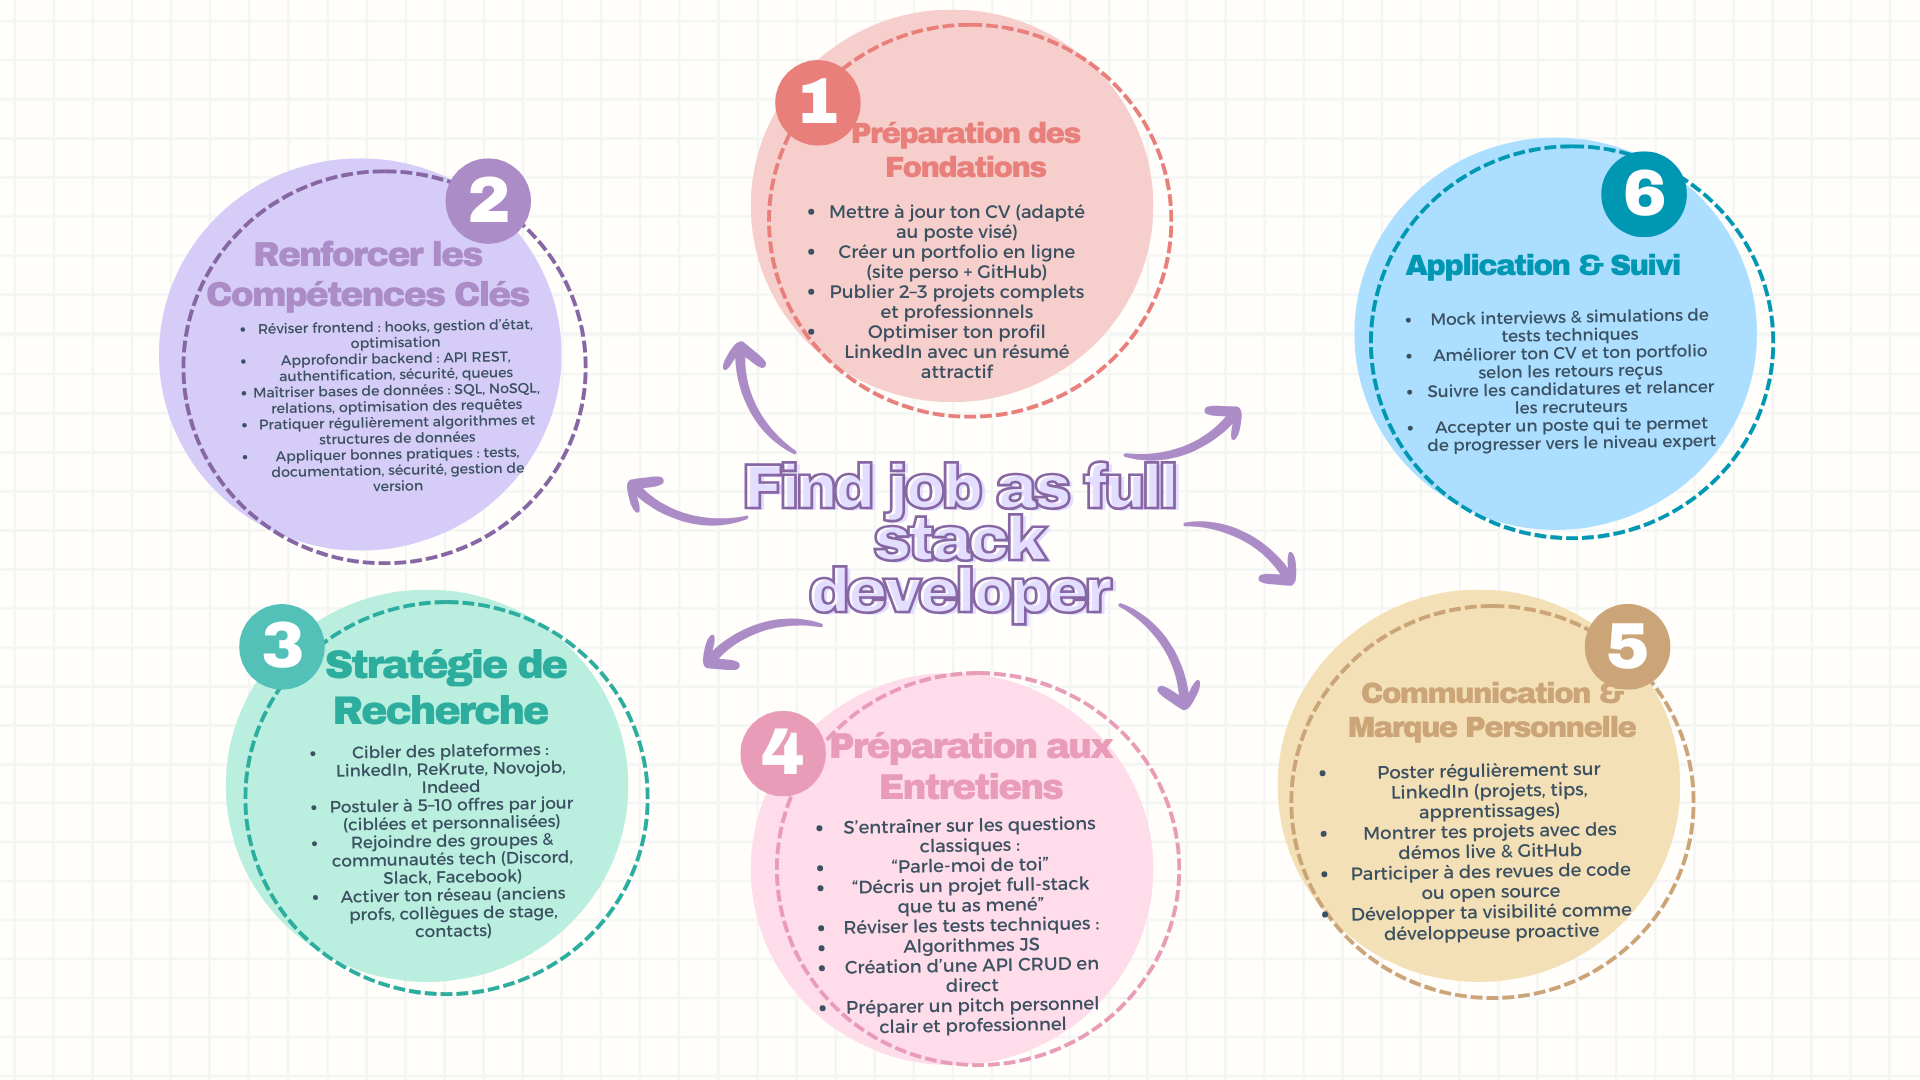 1
Préparation des
Fondations
• Mettre à jour ton CV (adapté
au poste visé)
• Créer un portfolio en ligne
(site perso + GitHub)
• Publier 2–3 projets complets
et professionnels
• Optimiser ton profil
LinkedIn avec un résumé
attractif
2
Renforcer les
Compétences Clés
• Réviser frontend : hooks, gestion d’état,
optimisation
• Approfondir backend : API REST,
authentification, sécurité, queues
• Maîtriser bases de données : SQL, NoSQL,
relations, optimisation des requêtes
• Pratiquer régulièrement algorithmes et
structures de données
• Appliquer bonnes pratiques : tests,
documentation, sécurité, gestion de
version
6
Application & Suivi
• Mock interviews & simulations de
tests techniques
• Améliorer ton CV et ton portfolio
selon les retours reçus
• Suivre les candidatures et relancer
les recruteurs
• Accepter un poste qui te permet
de progresser vers le niveau expert
Find job as full
stack
developer
3
Stratégie de
Recherche
• Cibler des plateformes :
LinkedIn, ReKrute, Novojob,
Indeed
• Postuler à 5–10 offres par jour
(ciblées et personnalisées)
• Rejoindre des groupes &
communautés tech (Discord,
Slack, Facebook)
• Activer ton réseau (anciens
profs, collègues de stage,
contacts)
4
Préparation aux
Entretiens
• S’entraîner sur les questions
classiques :
• “Parle-moi de toi”
• “Décris un projet full-stack
que tu as mené”
• Réviser les tests techniques :
• Algorithmes JS
• Création d’une API CRUD en
direct
• Préparer un pitch personnel
clair et professionnel
5
Communication &
Marque Personnelle
• Poster régulièrement sur
LinkedIn (projets, tips,
apprentissages)
• Montrer tes projets avec des
démos live & GitHub
• Participer à des revues de code
ou open source
• Développer ta visibilité comme
développeuse proactive